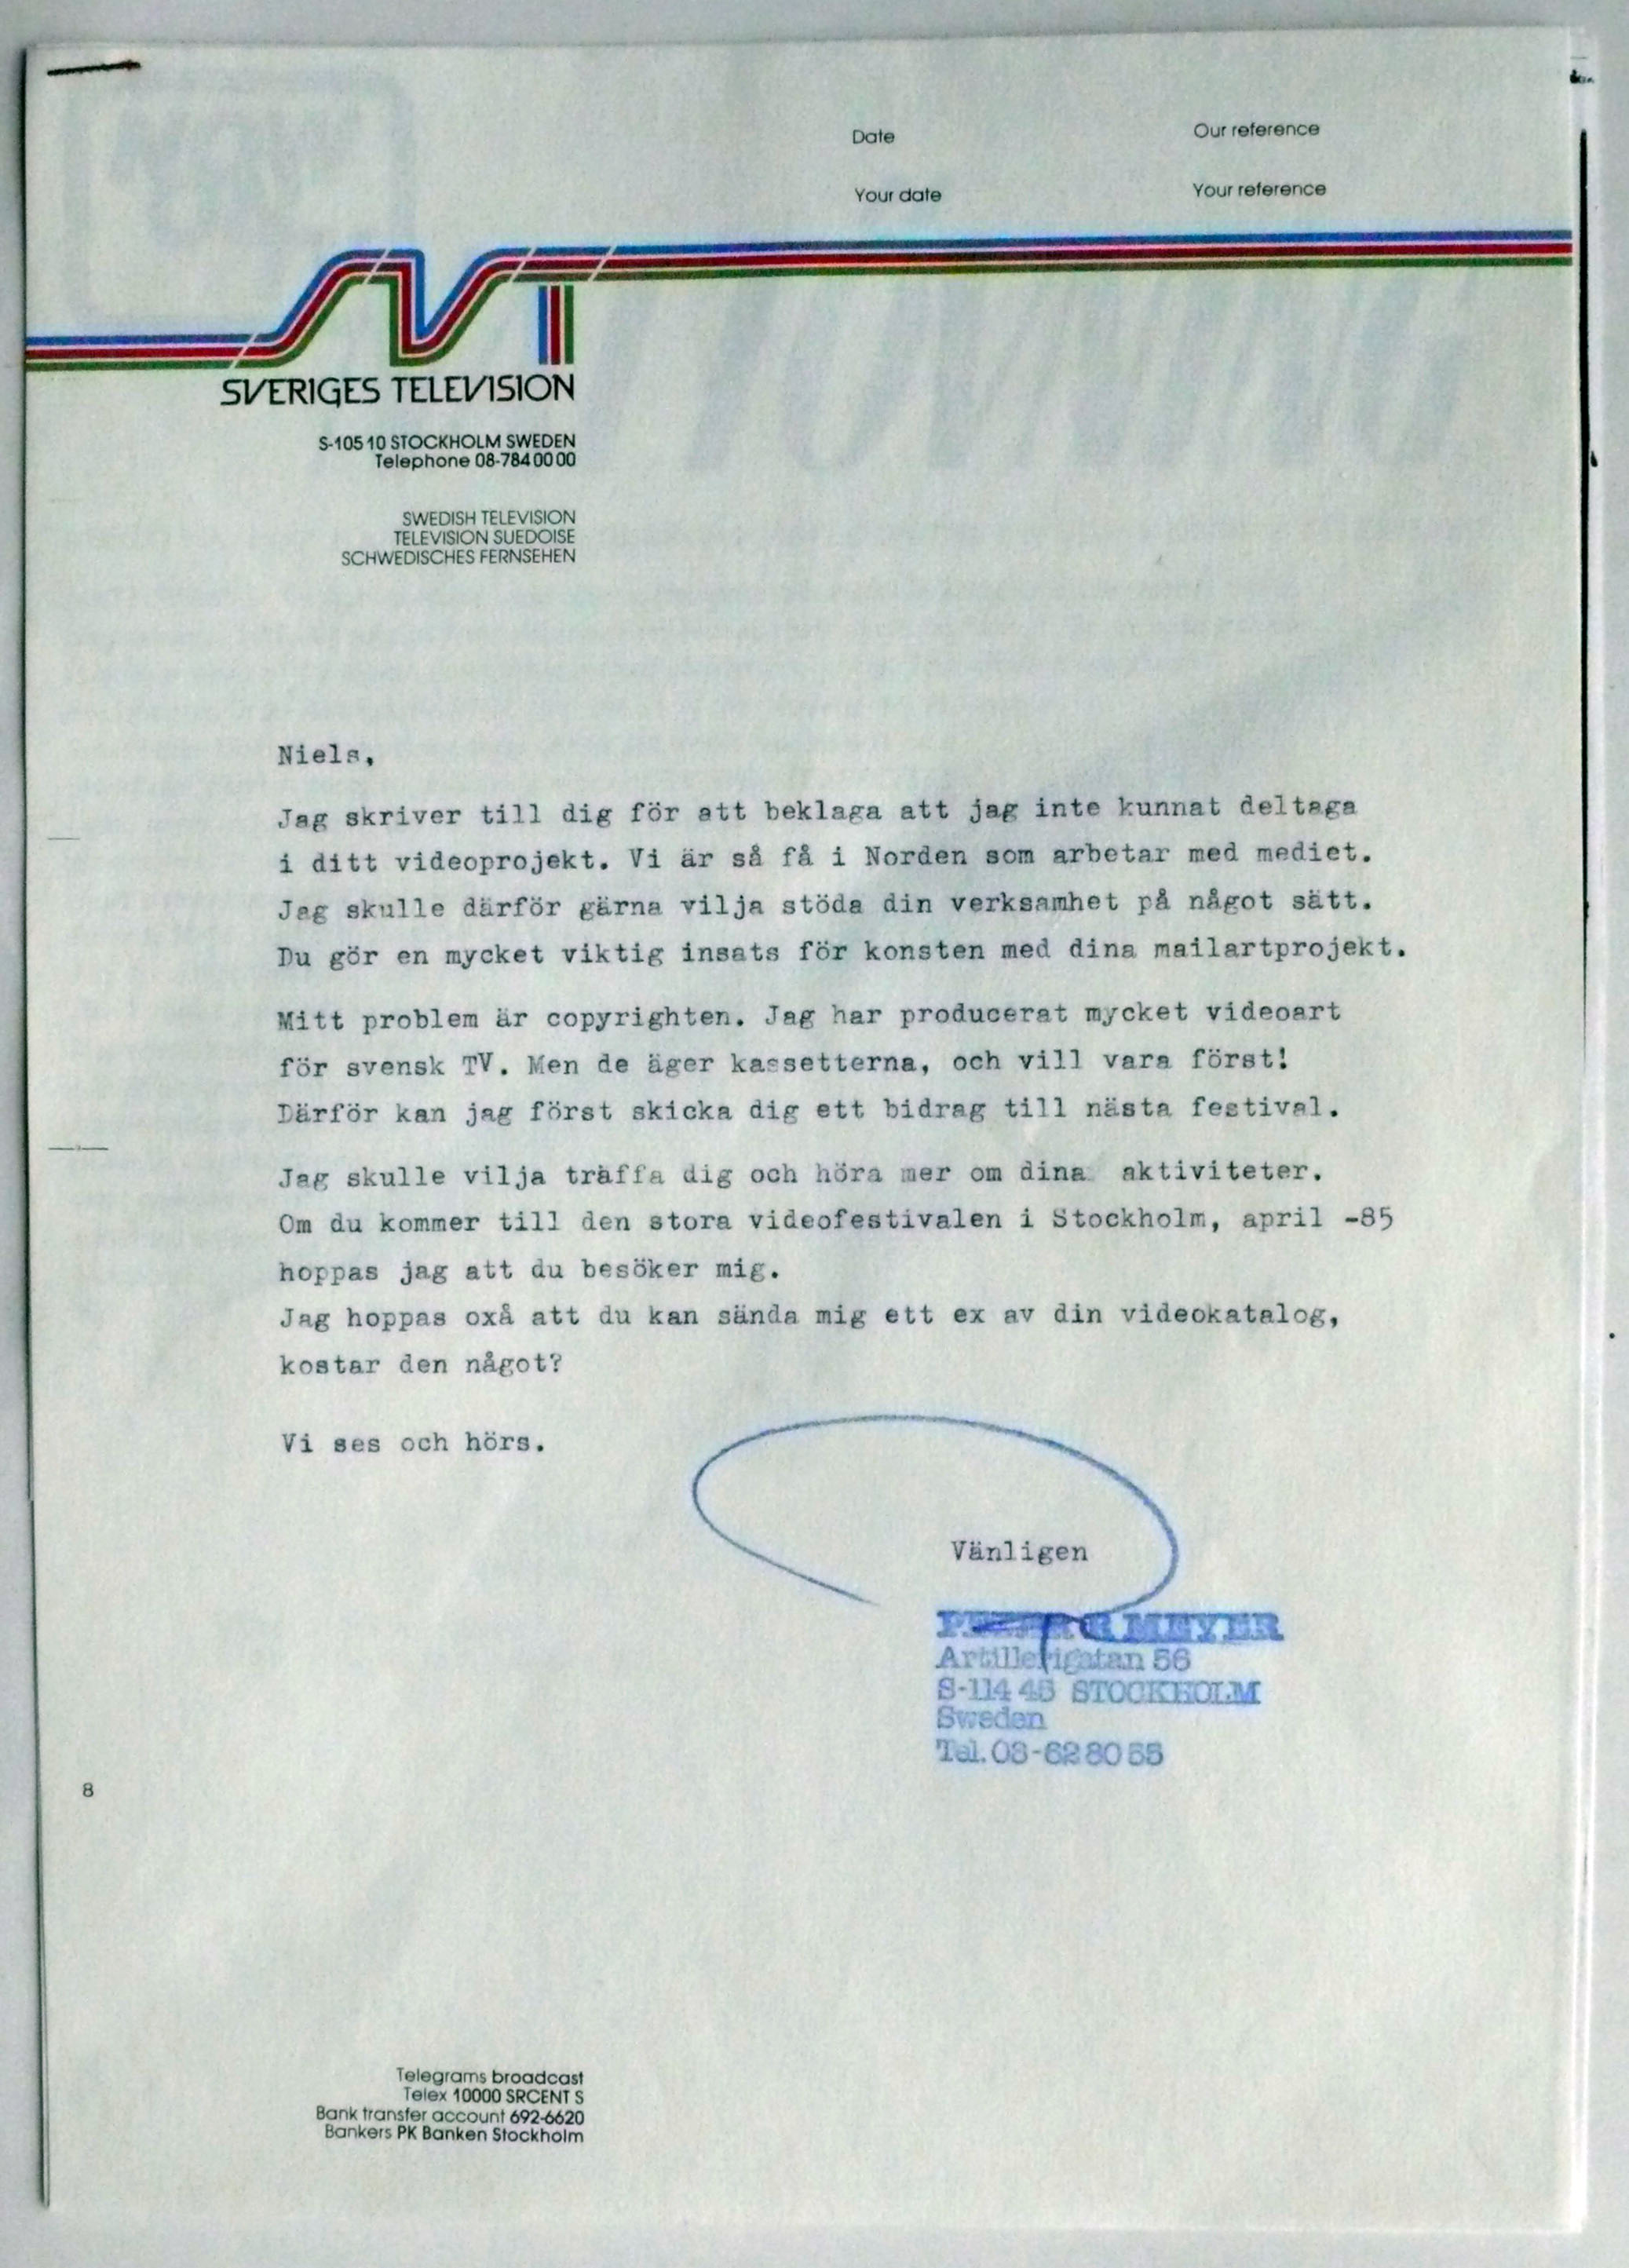 Date
Our reference
Your date
Your reference
SVT
SVERIGES TELEVISION
S-105 10 STOCKHOLM SWEDEN
Telephone 08-784 00 00
SWEDISH TELEVISION
TELEVISION SUEDOISE
SCHWEDISCHES FERNSEHEN
Niels,
Jag skriver till dig för att beklaga att jag inte kunnat deltaga
i ditt videoprojekt. Vi är så få i Norden som arbetar med mediet.
Jag skulle därför gärna vilja stöda din verksamhet på något sätt.
Du gör en mycket viktig insats för konsten med dina mailartprojekt.
Mitt problem är copyrighten. Jag har producerat mycket videoart
för svensk TV. Men de äger kassetterna, och vill vara först!
Därför kan jag först skicka dig ett bidrag till nästa festival.
Jag skulle vilja träffa dig och höra mer om dina aktiviteter.
Om du kommer till den stora videofestivalen i Stockholm, april -85
hoppas jag att du besöker mig.
Jag hoppas oxå att du kan sända mig ett ex av din videokatalog,
kostar den något?
Vi ses och hörs.
Vänligen
MEYER
Artillerigatan 56
S-114 45 STOCKHOLM
Sweden
Tel.
8
Telegrams broadcast
Telex 10000 SRCENT S
Bank transfer account 692-6620
Bankers PK Banken Stockholm